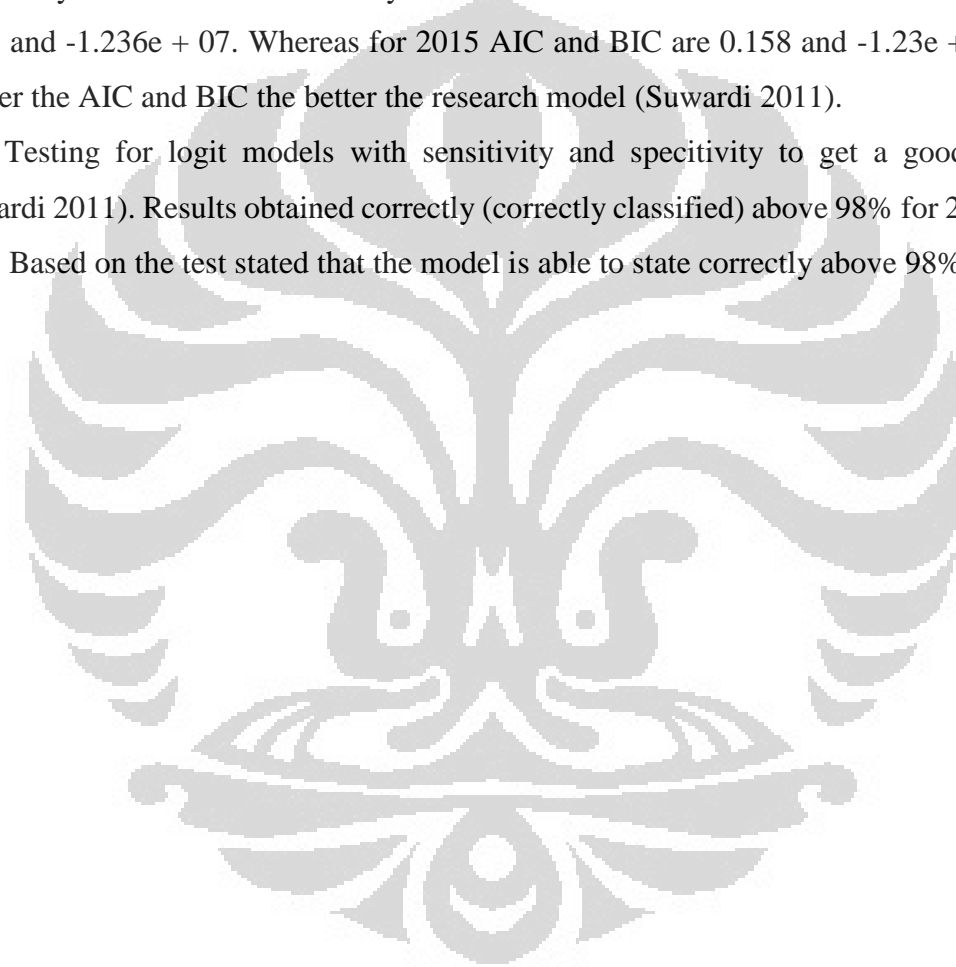 and -1.236e + 07. Whereas for 2015 AIC and BIC are 0.158 and -1.23e +
er the AIC and BIC the better the research model (Suwardi 2011).
Testing for logit models with sensitivity and specitivity to get a good
ardi 2011). Results obtained correctly (correctly classified) above 98% for 2
Based on the test stated that the model is able to state correctly above 98%